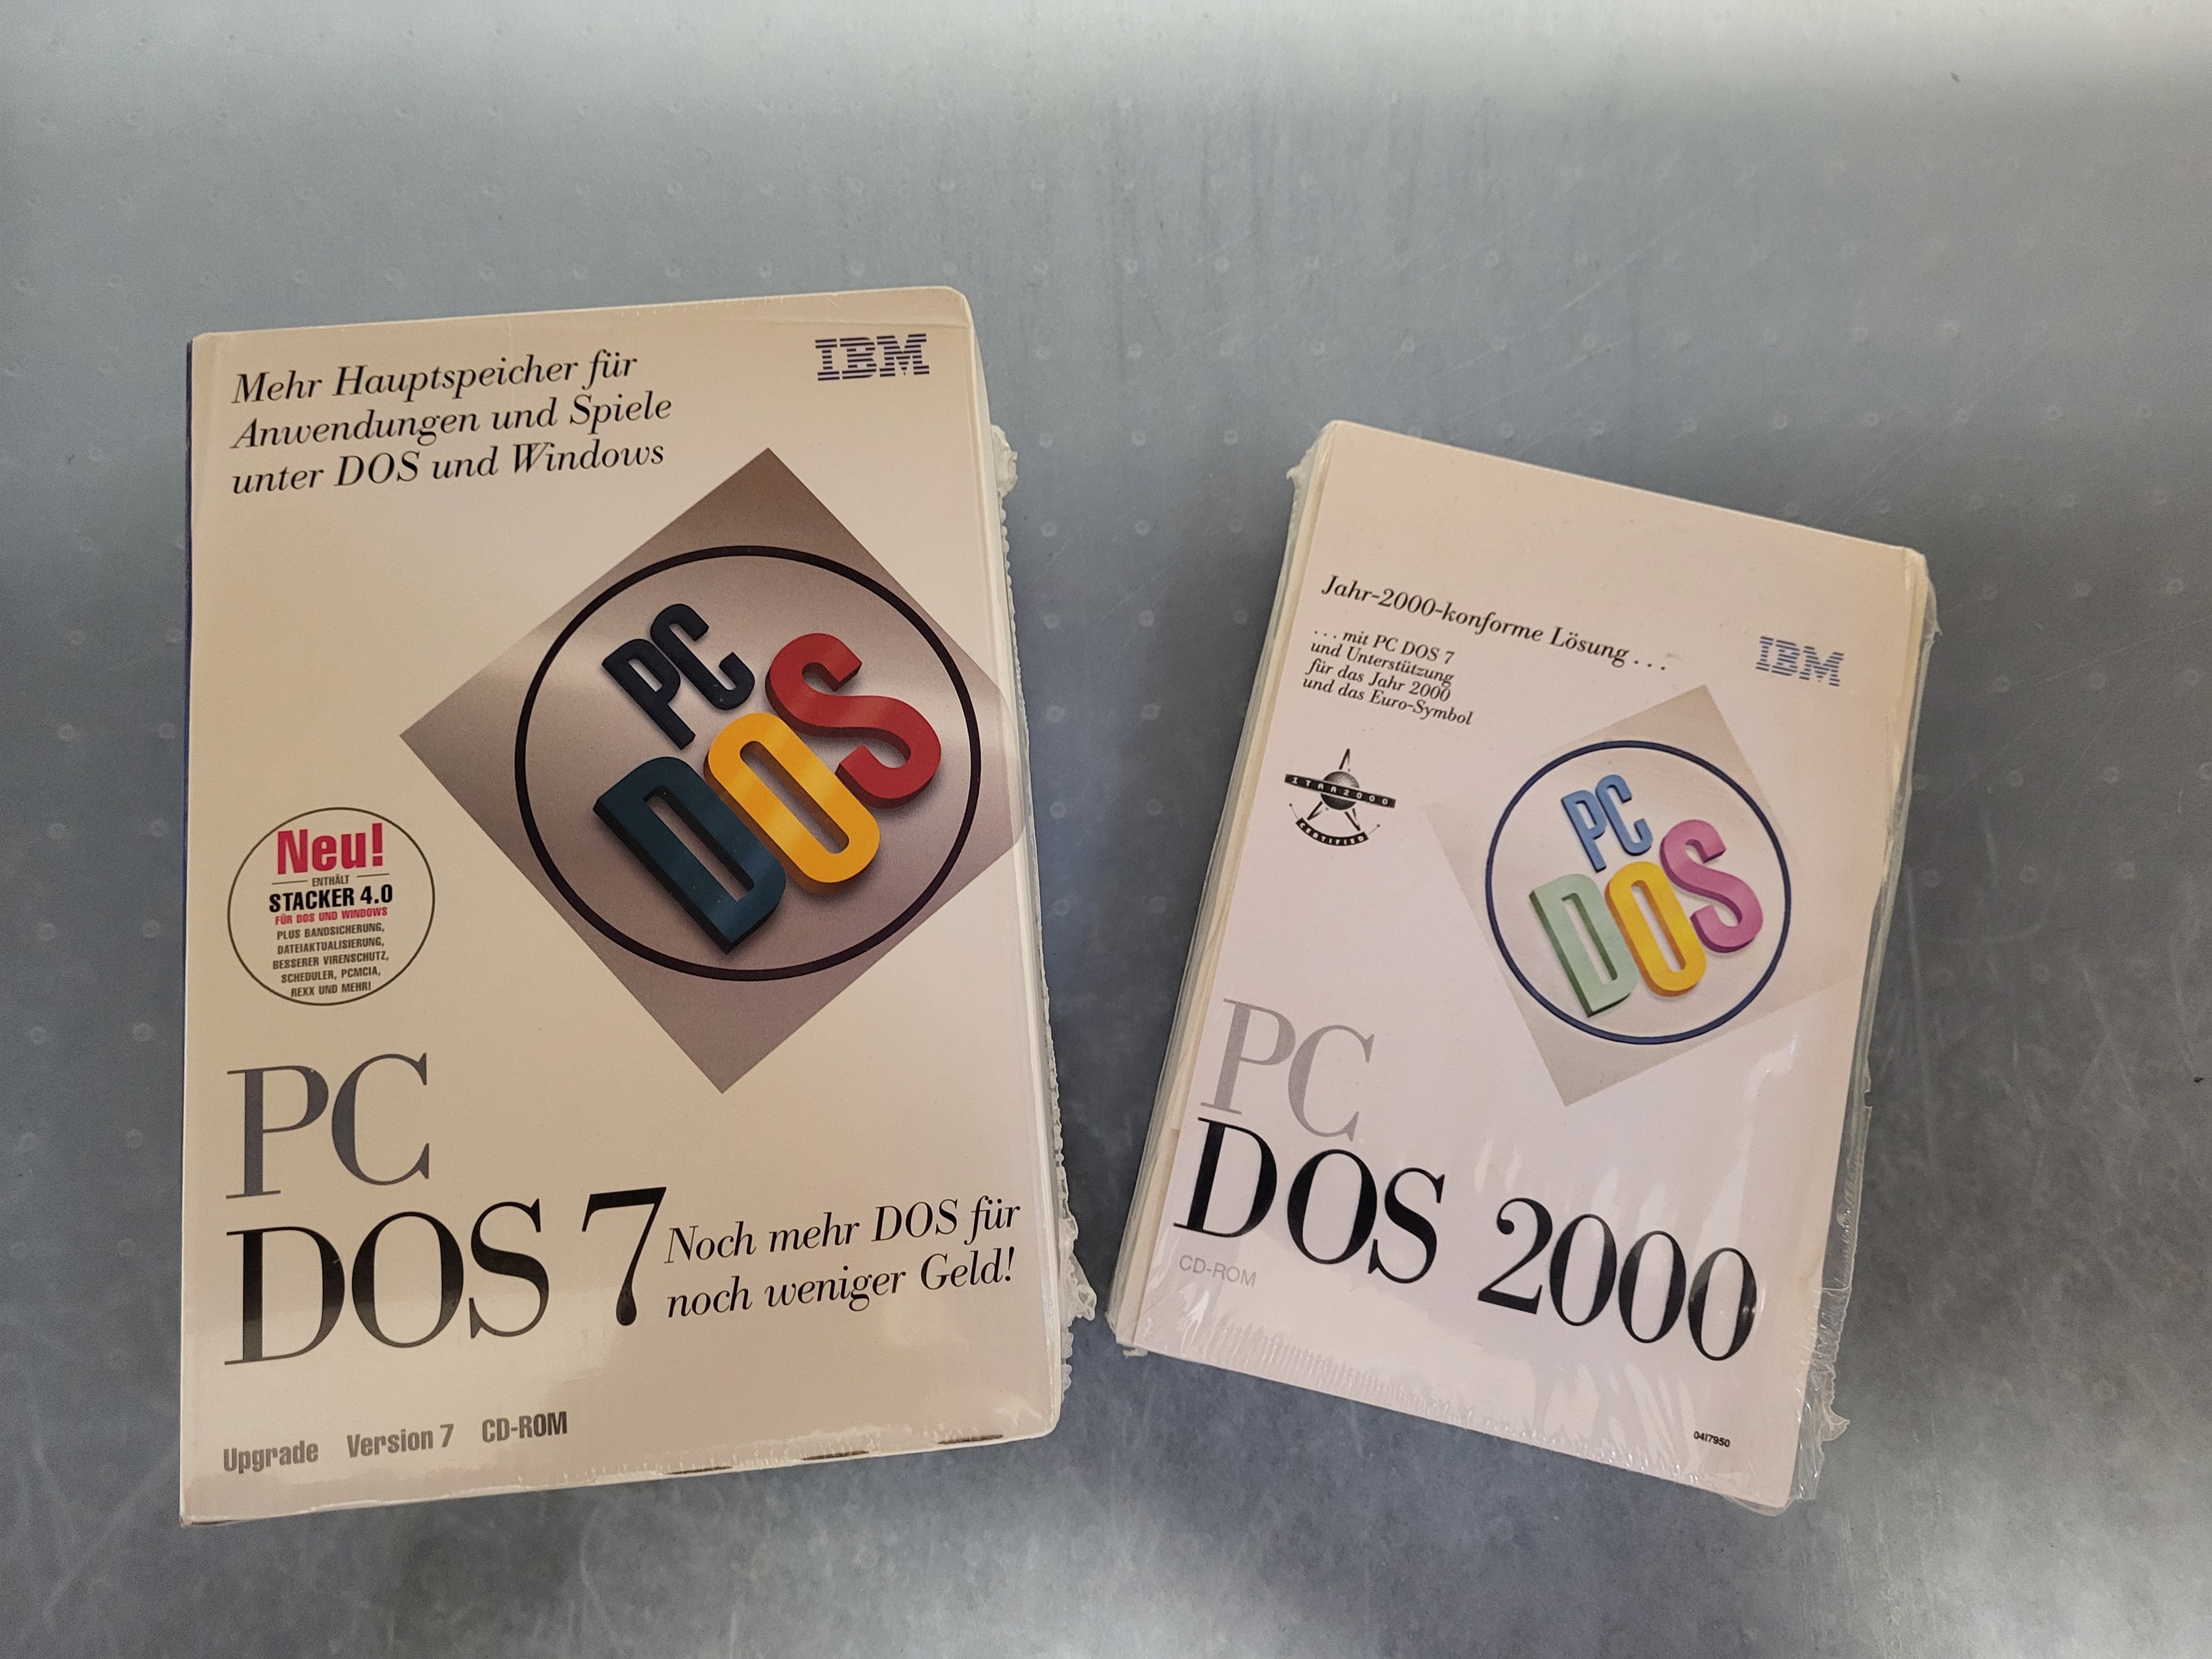 Mehr Hauptspeicher für
Anwendungen und Spiele
unter DOS und Windows
IBM
PC
DOS
Neu!
ENTHÄLT
STACKER 4.0
FÜR DOS UND WINDOWS
PLUS BANDSICHERUNG,
DATEIAKTUALISIERUNG,
BESSERER VIRENSCHUTZ,
SCHEDULER, PCMCIA,
REXX UND MEHR!
PC
DOS 7
Noch mehr DOS für
noch weniger Geld!
Upgrade Version 7 CD-ROM
Jahr-2000-konforme Lösung . . .
. . . mit PC DOS 7
und Unterstützung
für das Jahr 2000
und das Euro-Symbol
IBM
ITAA2000
CERTIFIED
PC
DOS
PC
DOS 2000
CD-ROM
04I7950